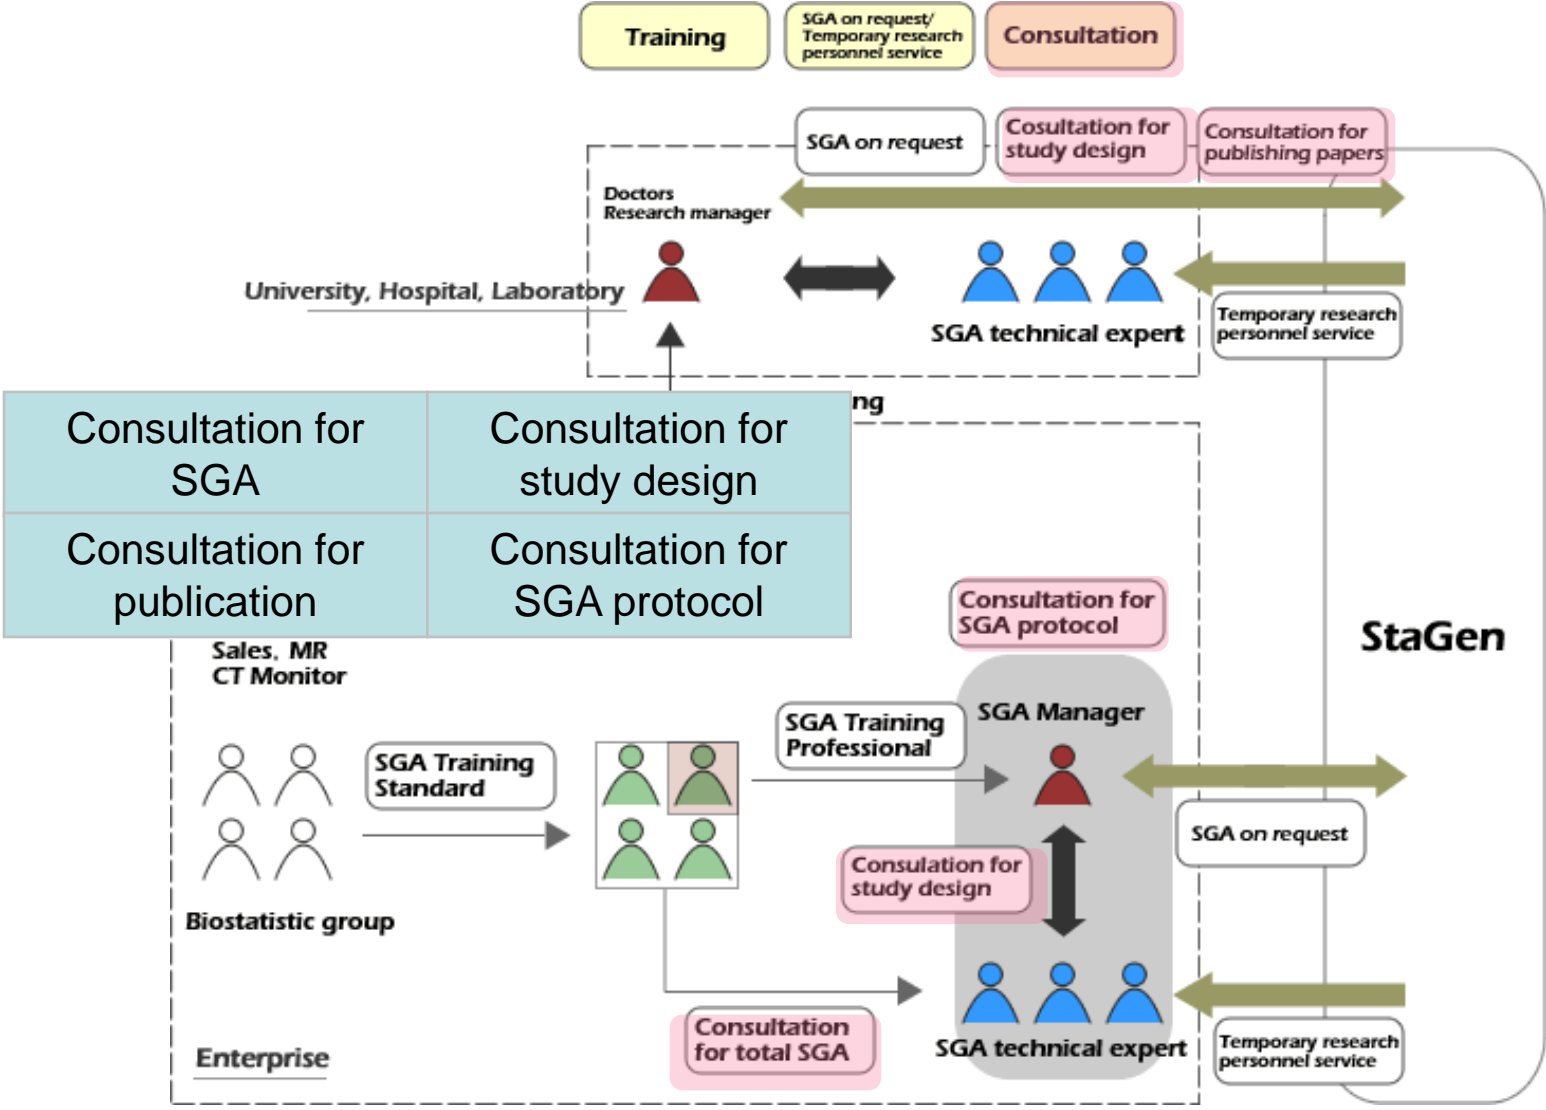 Training
SGA on request/
Temporary research
personnel service
Consultation
SGA on request
Cosultation for
study design
Consultation for
publishing papers
Doctors
Research manager
University, Hospital, Laboratory
SGA technical expert
Temporary research
personnel service
ng
Consultation for
SGA
Consultation for
study design
Consultation for
publication
Consultation for
SGA protocol
Consultation for
SGA protocol
StaGen
Sales, MR
CT Monitor
SGA Training
Standard
SGA Training
Professional
SGA Manager
SGA on request
Consulation for
study design
Biostatistic group
Consultation
for total SGA
SGA technical expert
Temporary research
personnel service
Enterprise